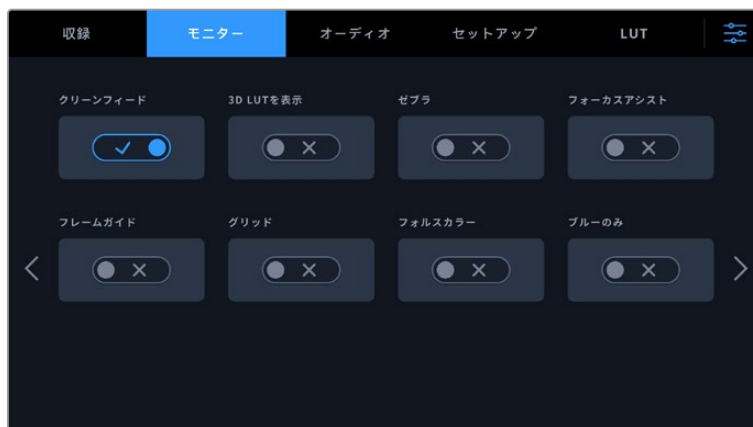 収録 モニター オーディオ セットアップ LUT
クリーンフィード 3D LUTを表示 ゼブラ フォーカスアシスト
フレームガイド グリッド フォルスカラー ブルーのみ